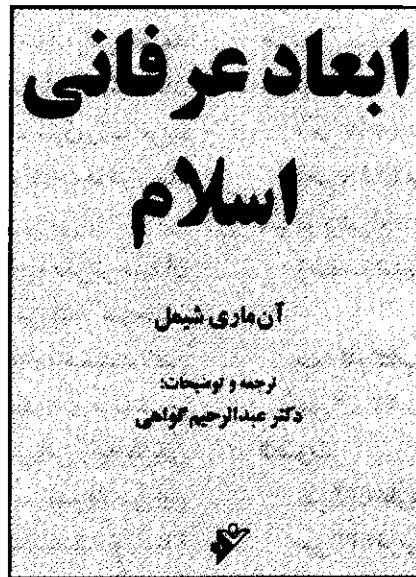 ابعاد عرفانی
اسلام
آن ماری شیمل
ترجمه و توضیحات:
دکتر عبدالرحیم گواهی